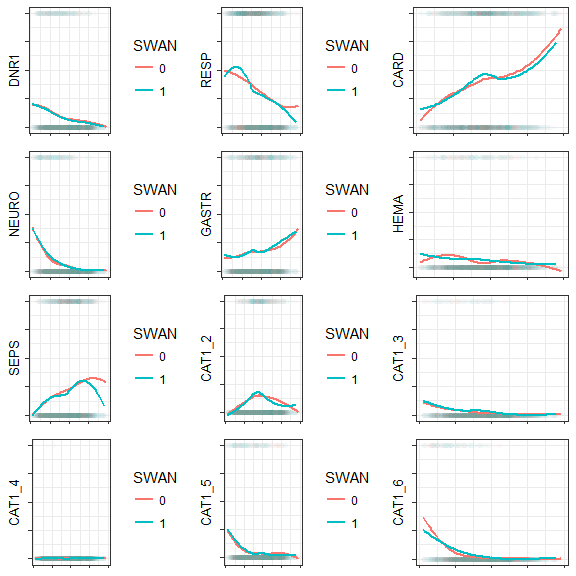 DNR1
SWAN
0
1
RESP
SWAN
0
1
CARD
NEURO
SWAN
0
1
GASTR
SWAN
0
1
HEMA
SEPS
SWAN
0
1
CAT1_2
SWAN
0
1
CAT1_3
CAT1_4
SWAN
0
1
CAT1_5
SWAN
0
1
CAT1_6